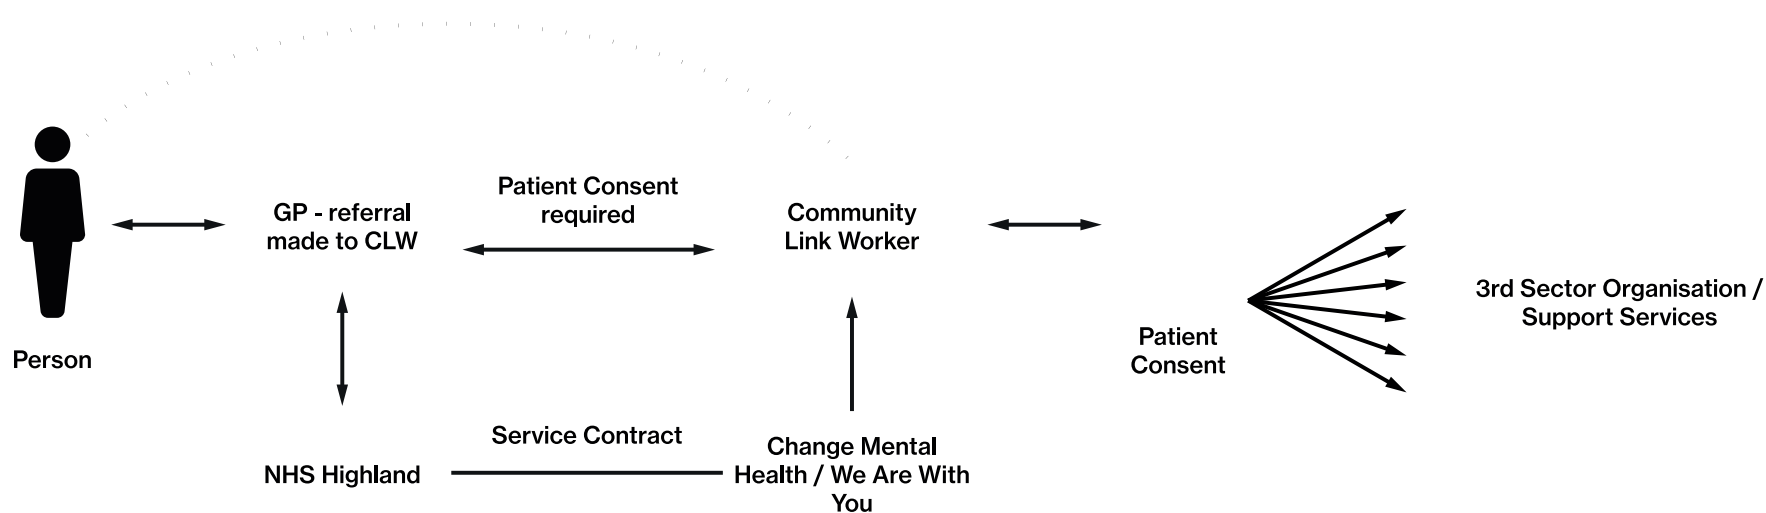 Person
GP - referral
made to CLW
Patient Consent
required
Community
Link Worker
NHS Highland
Service Contract
Change Mental
Health / We Are With
You
Patient
Consent
3rd Sector Organisation /
Support Services